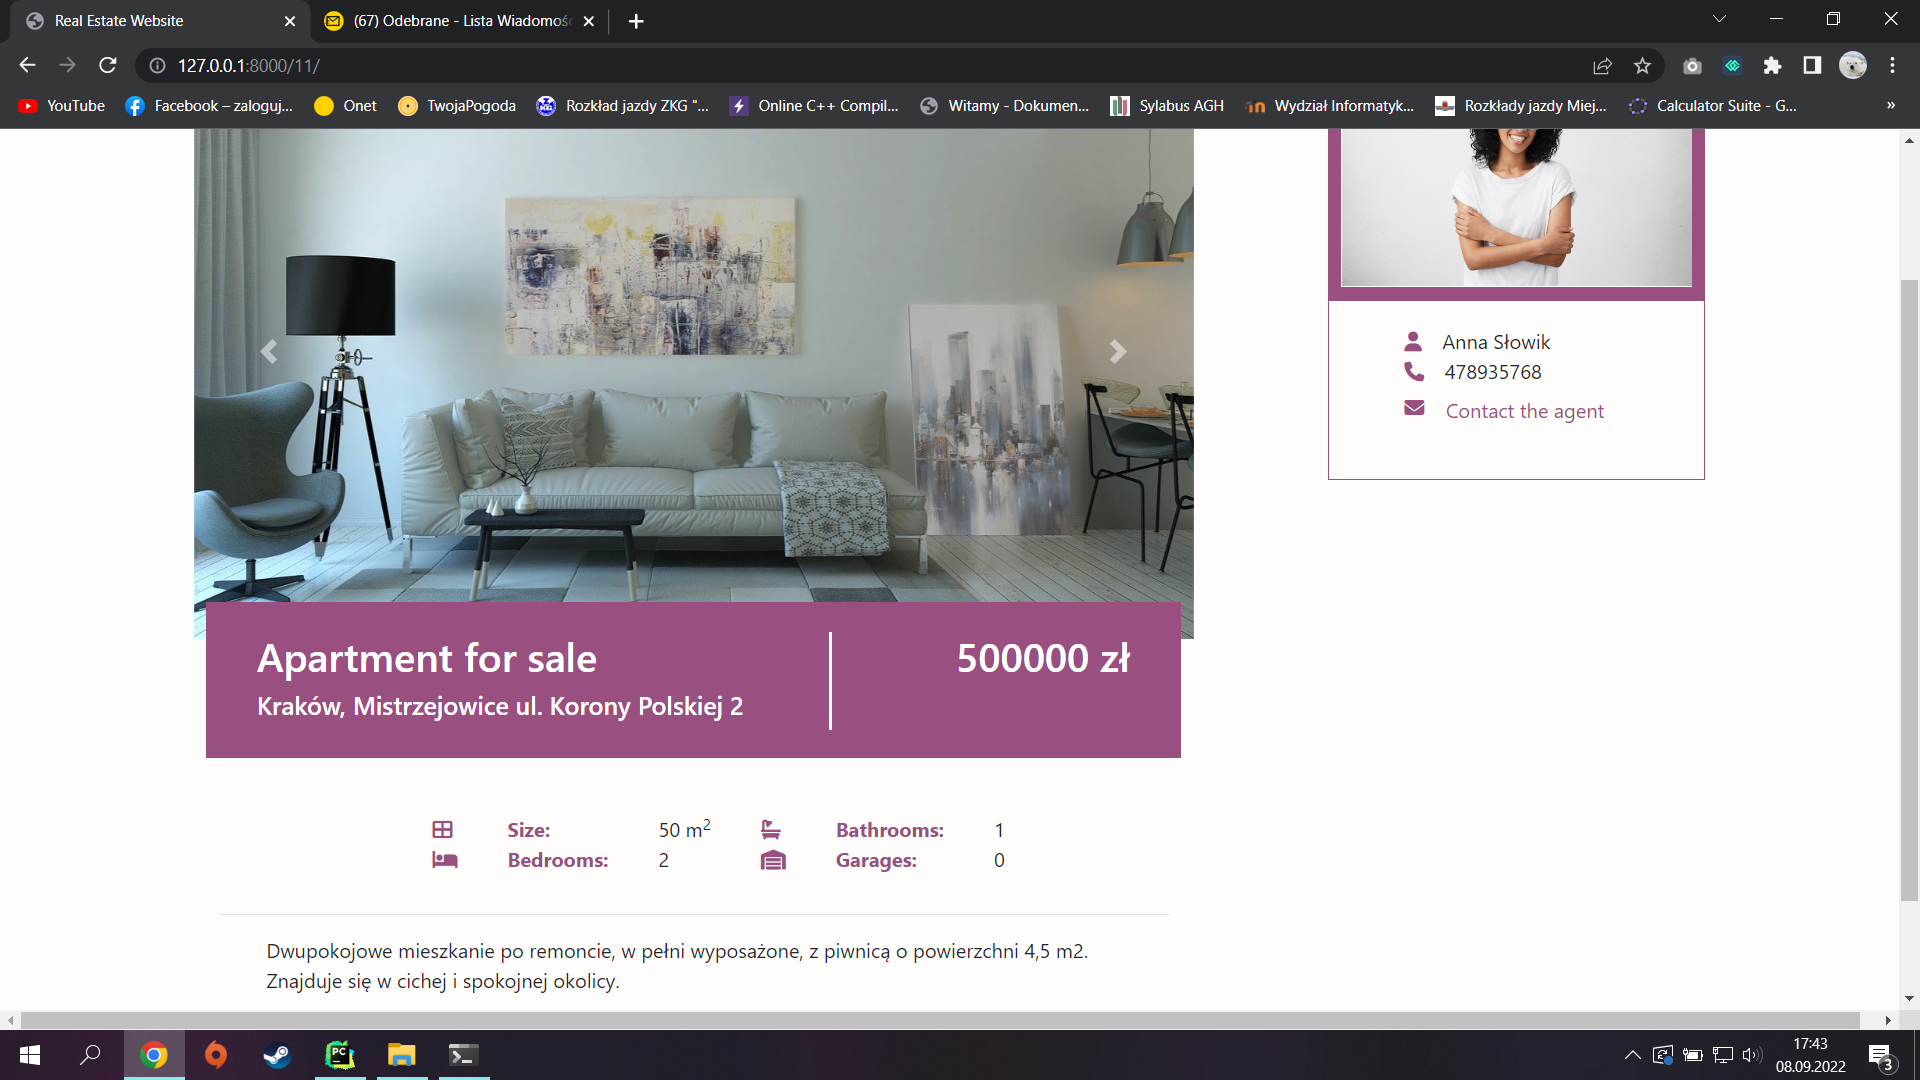 Real Estate Website
(67) Odebrane - Lista Wiadomośc
127.0.0.1:8000/11/
YouTube
Facebook – zaloguj...
Onet
TwojaPogoda
Rozkład jazdy ZKG "...
Online C++ Compil...
Witamy - Dokumen...
Sylabus AGH
Wydział Informatyk...
Rozkłady jazdy Miej...
Calculator Suite - G...
»
Anna Słowik
478935768
Contact the agent
Apartment for sale
500000 zł
Kraków, Mistrzejowice ul. Korony Polskiej 2
Size: 50 m²
Bathrooms: 1
Bedrooms: 2
Garages: 0
Dwupokojowe mieszkanie po remoncie, w pełni wyposażone, z piwnicą o powierzchni 4,5 m2.
Znajduje się w cichej i spokojnej okolicy.
PC
17:43
08.09.2022
3